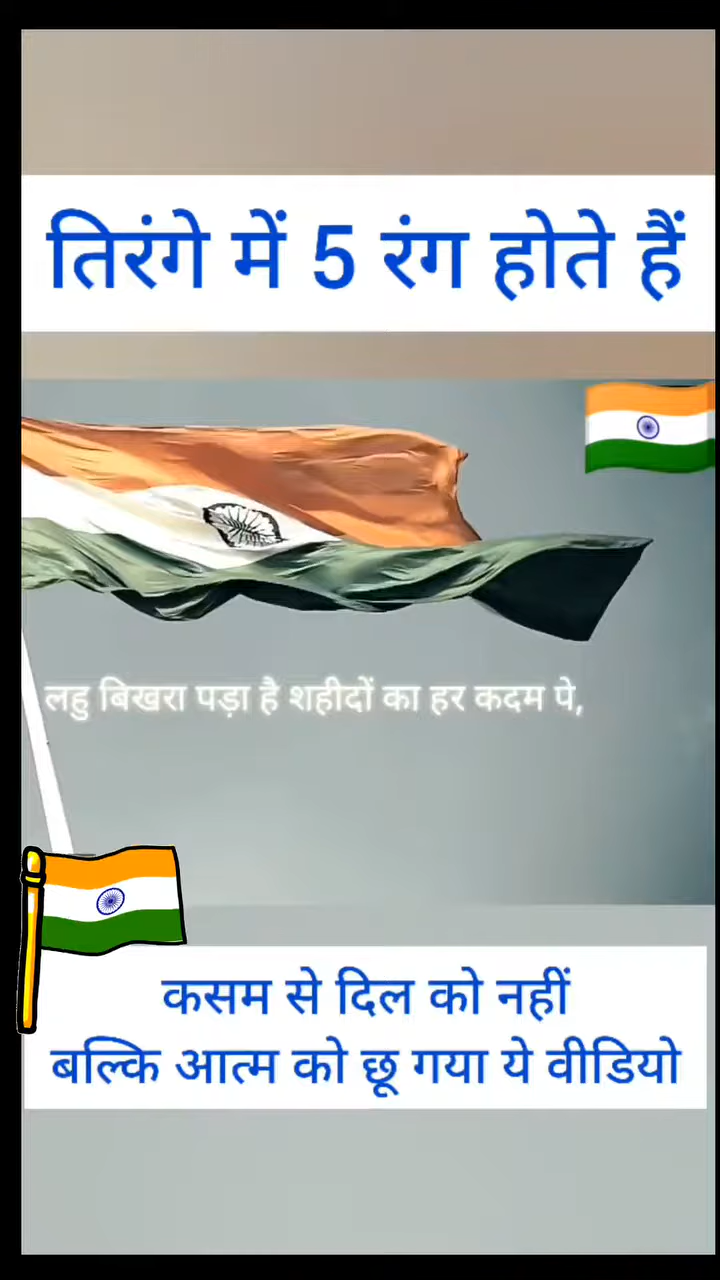 तिरंगे में 5 रंग होते हैं
लहु बिखरा पड़ा है शहीदों का हर कदम पे,
कसम से दिल को नहीं
बल्कि आत्म को छू गया ये वीडियो